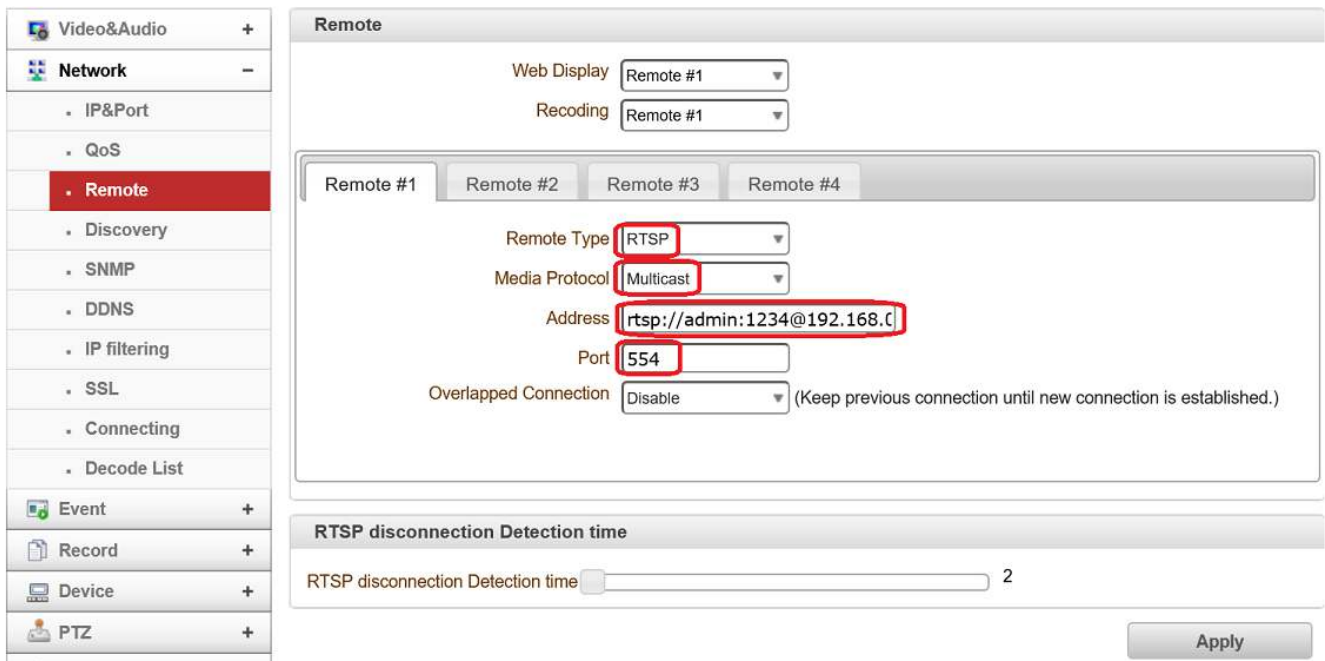 Video&Audio +
Network –
. IP&Port
. QoS
. Remote
. Discovery
. SNMP
. DDNS
. IP filtering
. SSL
. Connecting
. Decode List
Event +
Record +
Device +
PTZ +
Remote
Web Display Remote #1
Recoding Remote #1
Remote #1 Remote #2 Remote #3 Remote #4
Remote Type RTSP
Media Protocol Multicast
Address rtsp://admin:1234@192.168.0
Port 554
Overlapped Connection Disable (Keep previous connection until new connection is established.)
RTSP disconnection Detection time
RTSP disconnection Detection time 2
Apply